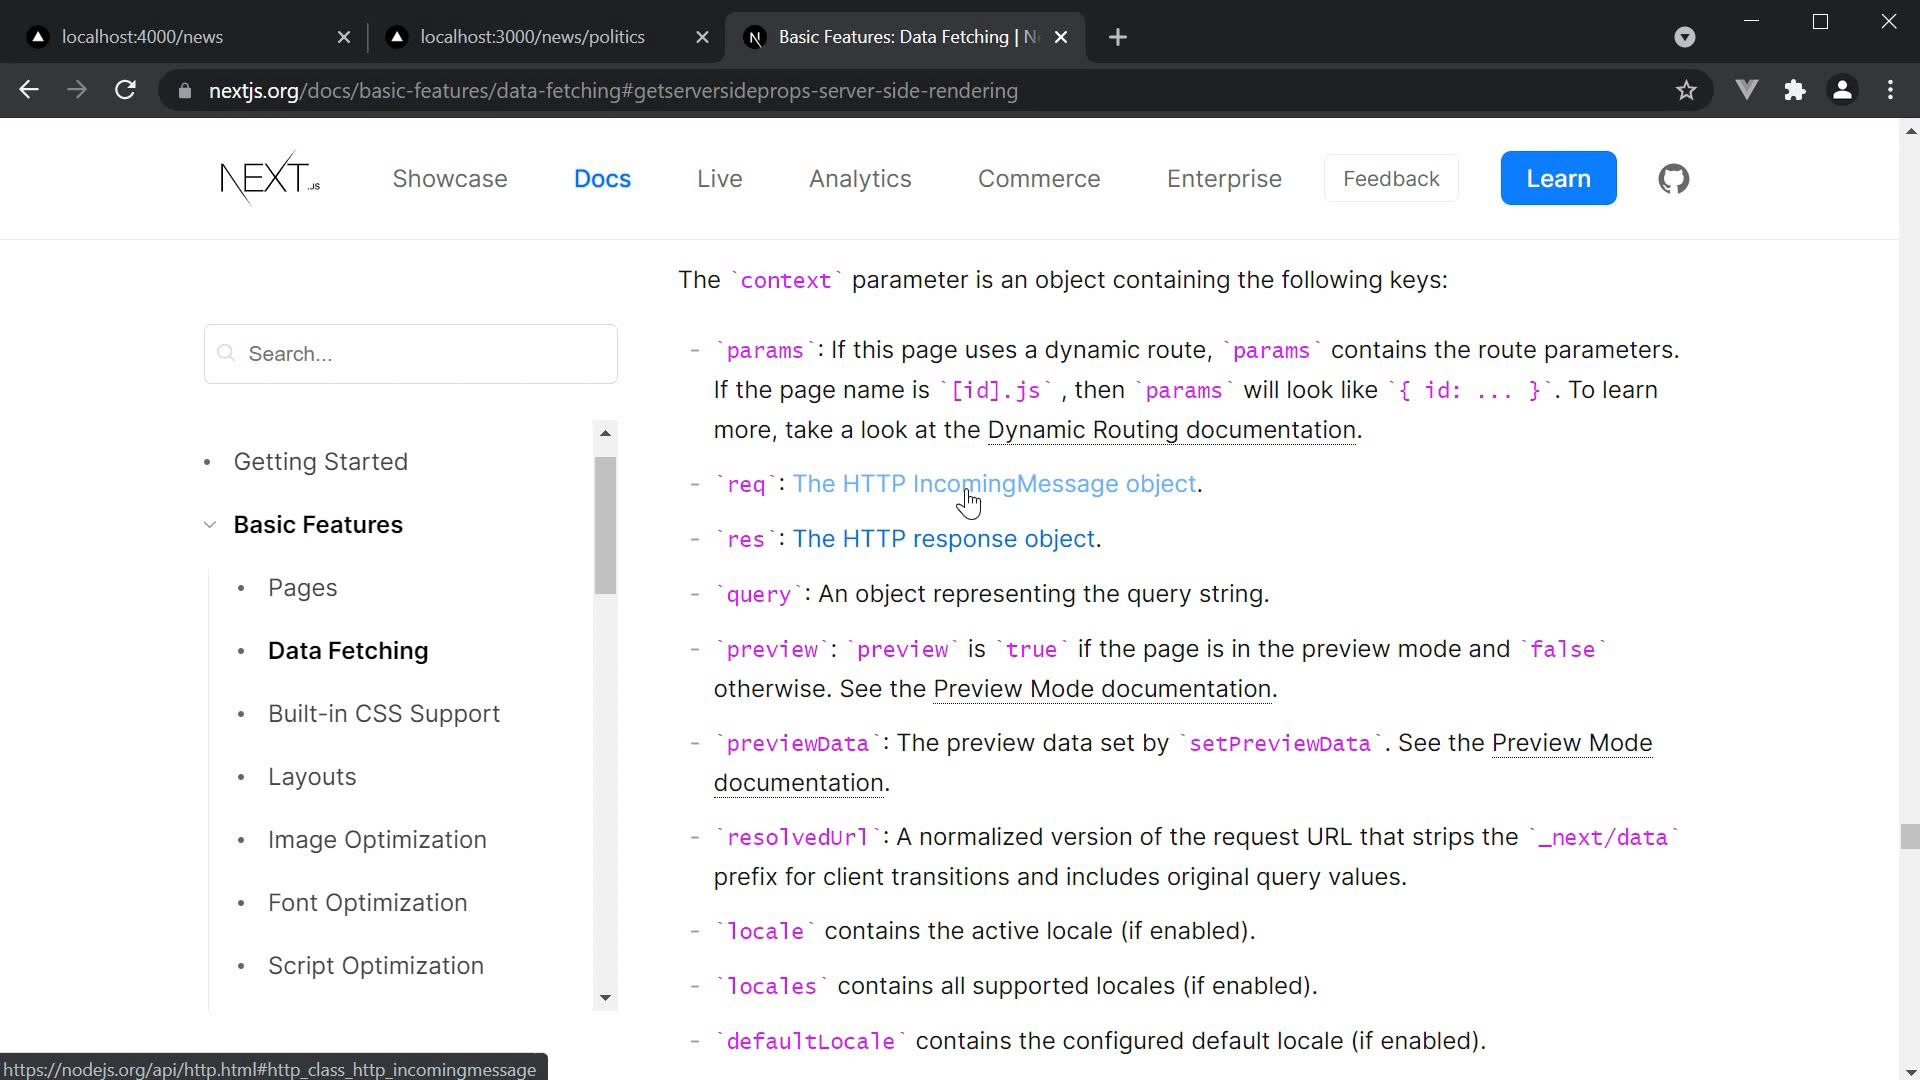 localhost:4000/news
localhost:3000/news/politics
Basic Features: Data Fetching | N
nextjs.org/docs/basic-features/data-fetching#getserversideprops-server-side-rendering
NEXT.JS
Showcase
Docs
Live
Analytics
Commerce
Enterprise
Feedback
Learn
Search...
Getting Started
Basic Features
Pages
Data Fetching
Built-in CSS Support
Layouts
Image Optimization
Font Optimization
Script Optimization
The `context` parameter is an object containing the following keys:
- `params`: If this page uses a dynamic route, `params` contains the route parameters.
If the page name is `[id].js` , then `params` will look like `{ id: ... }`. To learn
more, take a look at the Dynamic Routing documentation.
- `req`: The HTTP IncomingMessage object.
- `res`: The HTTP response object.
- `query`: An object representing the query string.
- `preview`: `preview` is `true` if the page is in the preview mode and `false`
otherwise. See the Preview Mode documentation.
- `previewData`: The preview data set by `setPreviewData`. See the Preview Mode
documentation.
- `resolvedUrl`: A normalized version of the request URL that strips the `_next/data`
prefix for client transitions and includes original query values.
- `locale` contains the active locale (if enabled).
- `locales` contains all supported locales (if enabled).
- `defaultLocale` contains the configured default locale (if enabled).
https://nodejs.org/api/http.html#http_class_http_incomingmessage